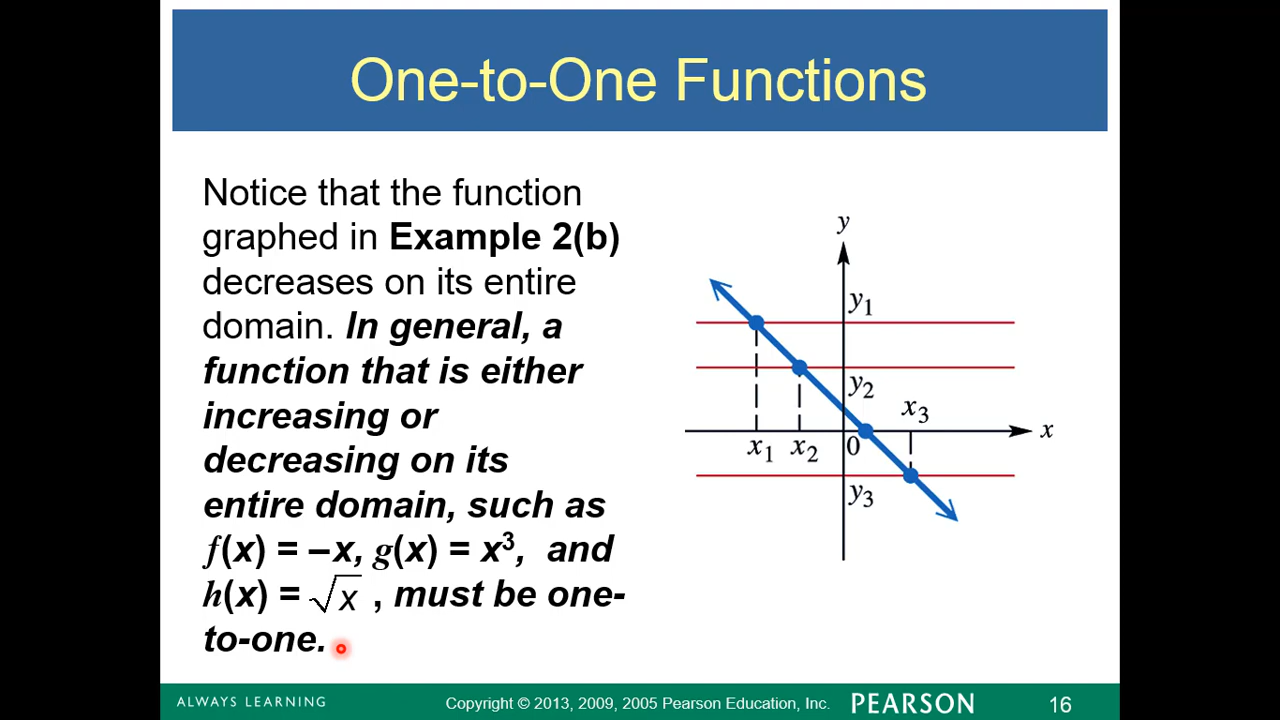 One-to-One Functions
Notice that the function
graphed in Example 2(b)
decreases on its entire
domain. In general, a
function that is either
increasing or
decreasing on its
entire domain, such as
f(x) = –x, g(x) = x³, and
h(x) = √x , must be one-
to-one.
y
y₁
y₂
x₃
x
x₁ x₂ 0
y₃
ALWAYS LEARNING
Copyright © 2013, 2009, 2005 Pearson Education, Inc.
PEARSON
16